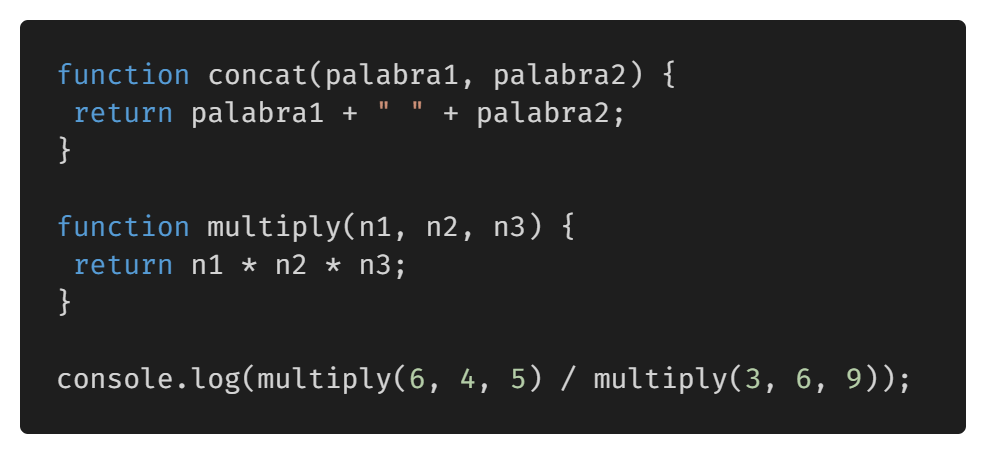 function concat(palabra1, palabra2) {
 return palabra1 + " " + palabra2;
}

function multiply(n1, n2, n3) {
 return n1 * n2 * n3;
}

console.log(multiply(6, 4, 5) / multiply(3, 6, 9));